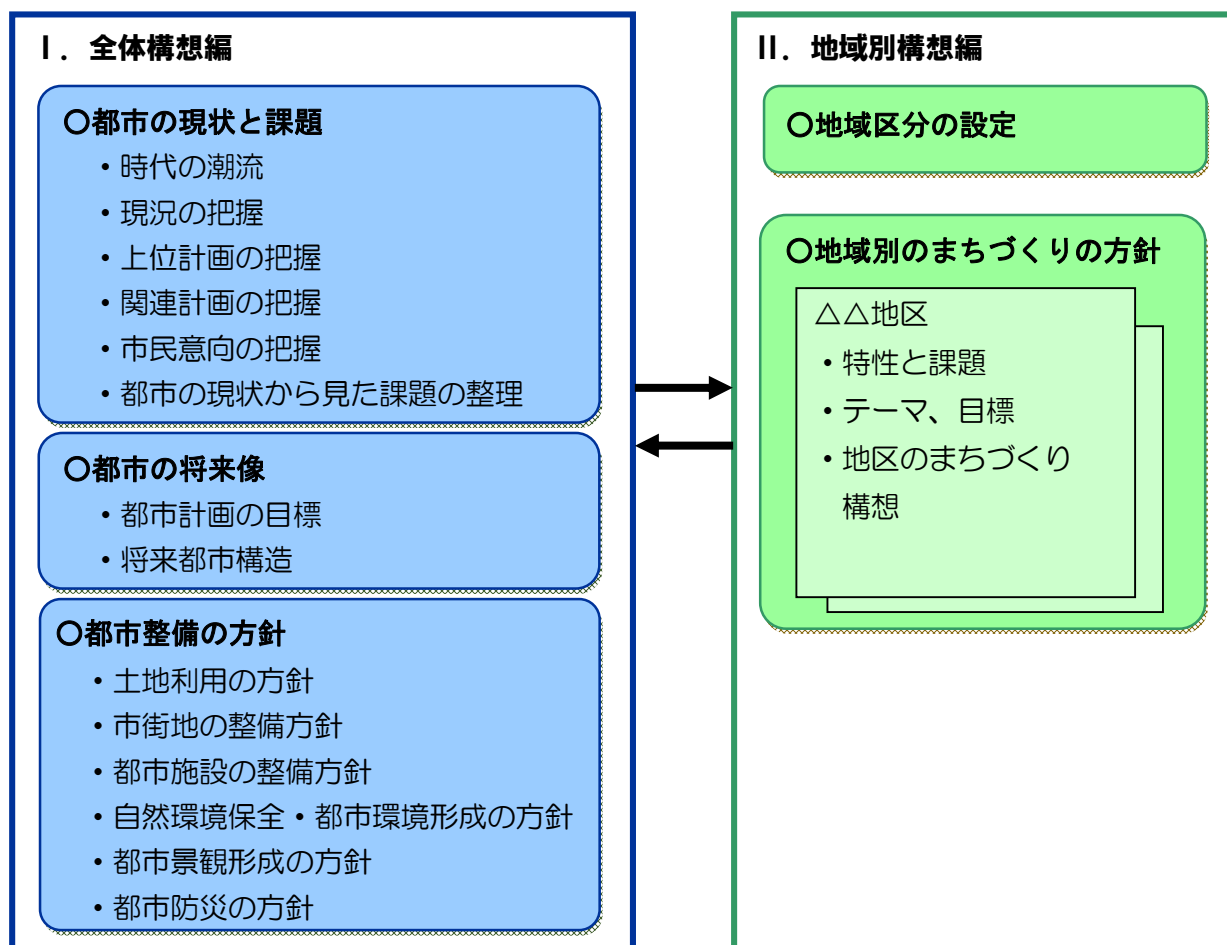 Ⅰ．全体構想編
〇都市の現状と課題
・時代の潮流
・現況の把握
・上位計画の把握
・関連計画の把握
・市民意向の把握
・都市の現状から見た課題の整理
〇都市の将来像
・都市計画の目標
・将来都市構造
〇都市整備の方針
・土地利用の方針
・市街地の整備方針
・都市施設の整備方針
・自然環境保全・都市環境形成の方針
・都市景観形成の方針
・都市防災の方針
Ⅱ．地域別構想編
〇地域区分の設定
〇地域別のまちづくりの方針
△△地区
・特性と課題
・テーマ、目標
・地区のまちづくり
構想